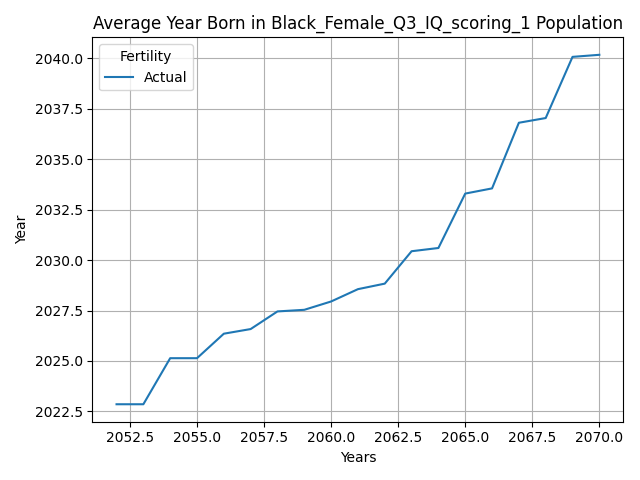 Average Year Born in Black_Female_Q3_IQ_scoring_1 Population
Fertility
Actual
2040.0
2037.5
2035.0
2032.5
2030.0
2027.5
2025.0
2022.5
Year
2052.5 2055.0 2057.5 2060.0 2062.5 2065.0 2067.5 2070.0
Years